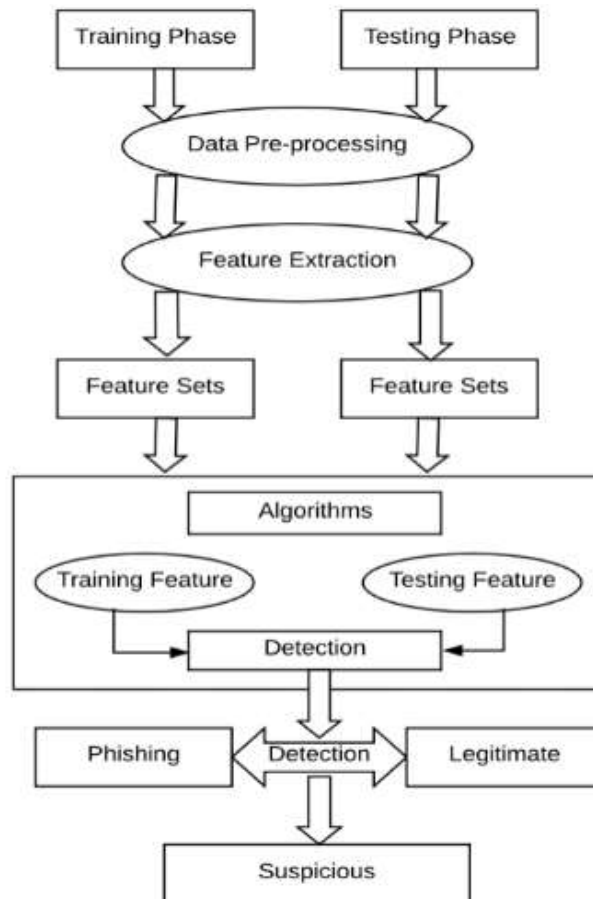 Training Phase
Testing Phase
Data Pre-processing
Feature Extraction
Feature Sets
Feature Sets
Algorithms
Training Feature
Testing Feature
Detection
Phishing
Detection
Legitimate
Suspicious